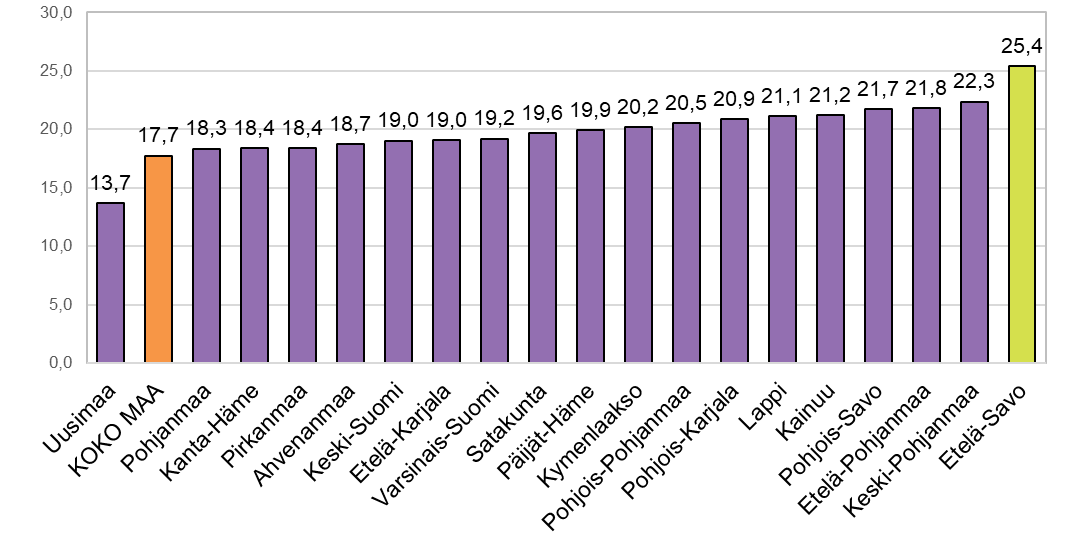 30,0
25,0
20,0
15,0
10,0
5,0
0,0
13,7
17,7
18,3
18,4
18,4
18,7
19,0
19,0
19,2
19,6
19,9
20,2
20,5
20,9
21,1
21,2
21,7
21,8
22,3
25,4
Uusimaa
KOKO MAA
Pohjanmaa
Kanta-Häme
Pirkanmaa
Ahvenanmaa
Keski-Suomi
Etelä-Karjala
Varsinais-Suomi
Satakunta
Päijät-Häme
Kymenlaakso
Pohjois-Pohjanmaa
Pohjois-Karjala
Lappi
Kainuu
Pohjois-Savo
Etelä-Pohjanmaa
Keski-Pohjanmaa
Etelä-Savo